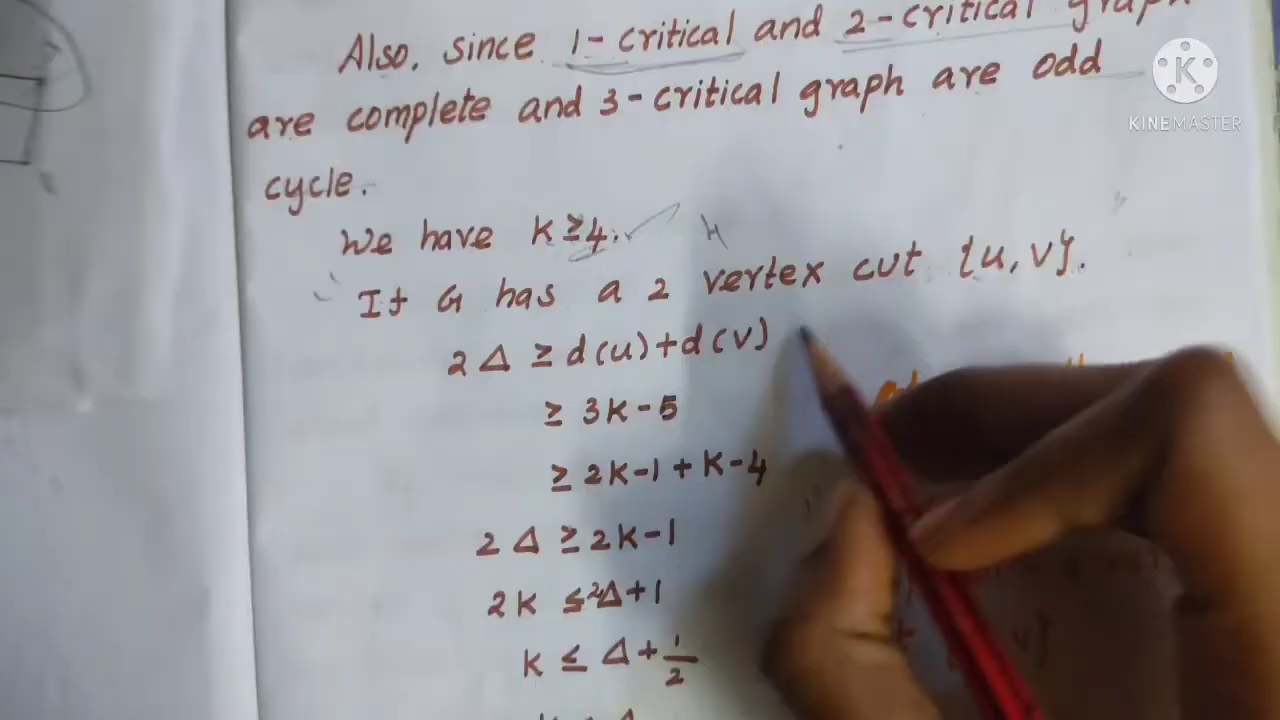 Also, since 1-critical and 2-critical graph
are complete and 3-critical graph are odd
cycle.
We have K ≥ 4.
If G has a 2 vertex cut {u, v}.
2Δ ≥ d(u)+d(v)
≥ 3K-5
≥ 2K-1 + K-4
2Δ ≥ 2K-1
2K ≤ 2Δ+1
K ≤ Δ + 1/2
K
KINEMASTER